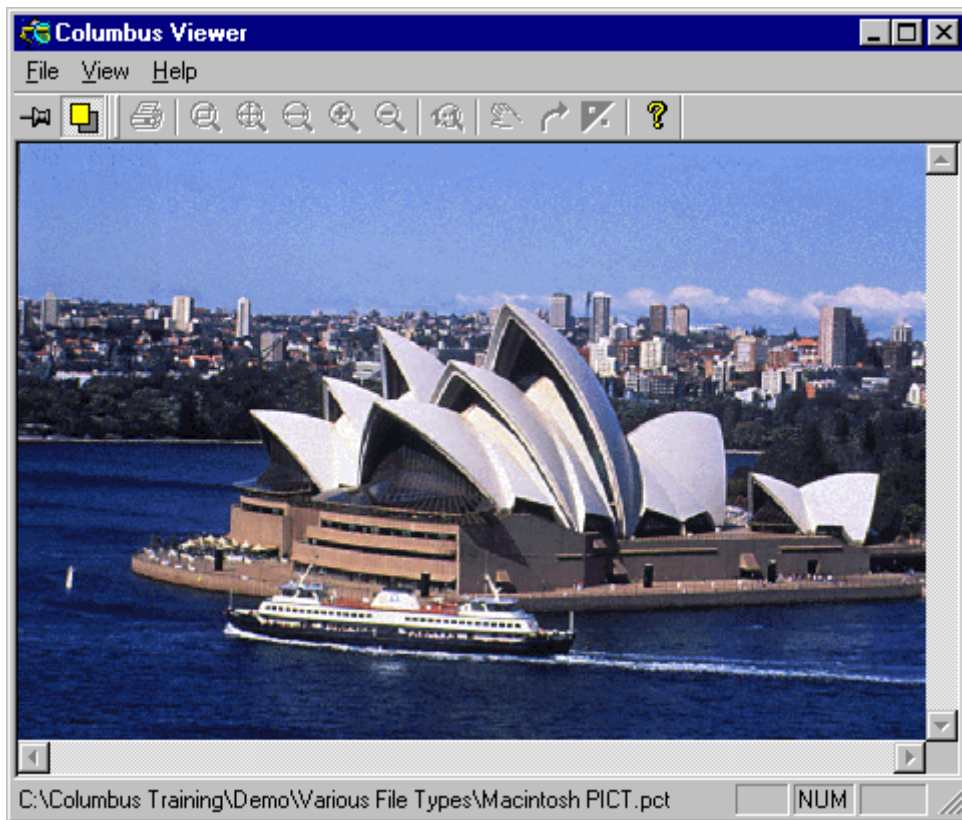 Columbus Viewer
File View Help
C:\Columbus Training\Demo\Various File Types\Macintosh PICT.pct NUM